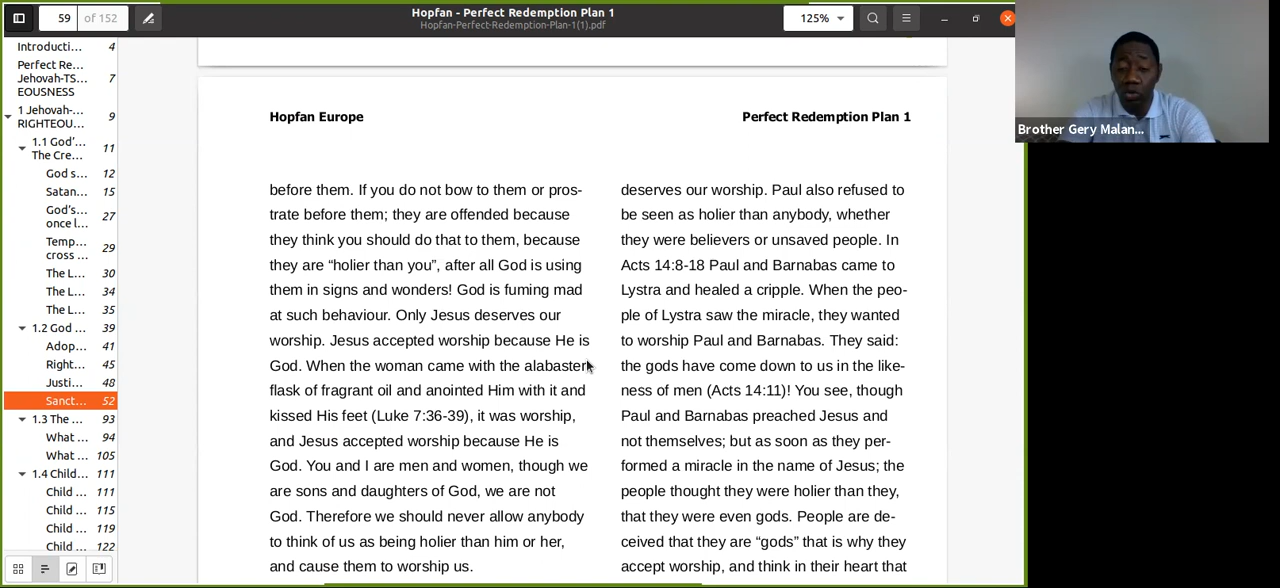 59
of 152
Hopfan - Perfect Redemption Plan 1
Hopfan-Perfect-Redemption-Plan-1(1).pdf
125%
Introducti... 4
Perfect Re...
Jehovah-TS... 7
EOUSNESS
1 Jehovah-... 9
RIGHTEOU...
1.1 God'... 11
The Cre...
God s... 12
Satan... 15
God's... 27
once l...
Temp... 29
cross ...
The L... 30
The L... 34
The L... 35
1.2 God ... 39
Adop... 41
Right... 45
Justi... 48
Sanct... 52
1.3 The ... 93
What ... 94
What ... 105
1.4 Child... 111
Child ... 111
Child ... 115
Child ... 119
Child ... 122
Hopfan Europe
Perfect Redemption Plan 1
before them. If you do not bow to them or pros-
trate before them; they are offended because
they think you should do that to them, because
they are “holier than you”, after all God is using
them in signs and wonders! God is fuming mad
at such behaviour. Only Jesus deserves our
worship. Jesus accepted worship because He is
God. When the woman came with the alabaster
flask of fragrant oil and anointed Him with it and
kissed His feet (Luke 7:36-39), it was worship,
and Jesus accepted worship because He is
God. You and I are men and women, though we
are sons and daughters of God, we are not
God. Therefore we should never allow anybody
to think of us as being holier than him or her,
and cause them to worship us.
deserves our worship. Paul also refused to
be seen as holier than anybody, whether
they were believers or unsaved people. In
Acts 14:8-18 Paul and Barnabas came to
Lystra and healed a cripple. When the peo-
ple of Lystra saw the miracle, they wanted
to worship Paul and Barnabas. They said:
the gods have come down to us in the like-
ness of men (Acts 14:11)! You see, though
Paul and Barnabas preached Jesus and
not themselves; but as soon as they per-
formed a miracle in the name of Jesus; the
people thought they were holier than they,
that they were even gods. People are de-
ceived that they are “gods” that is why they
accept worship, and think in their heart that
Brother Gery Malan...